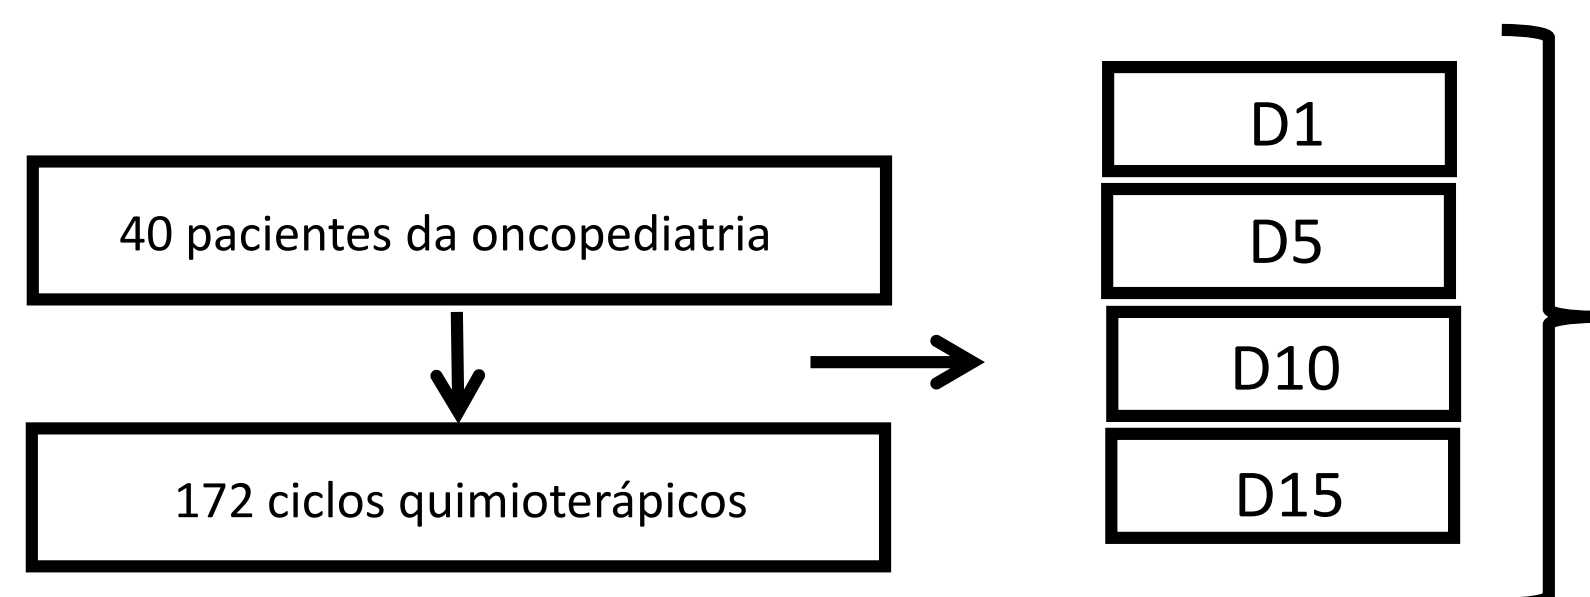 40 pacientes da oncopediatria
172 ciclos quimioterápicos
D1
D5
D10
D15